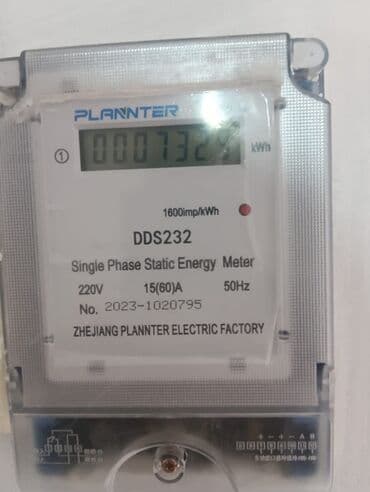 PLANNTER
①
kWh
1600imp/kWh
DDS232
Single Phase Static Energy Meter
220V 15(60)A 50Hz
No. 2023-1020795
ZHEJIANG PLANNTER ELECTRIC FACTORY
+ - + - A B